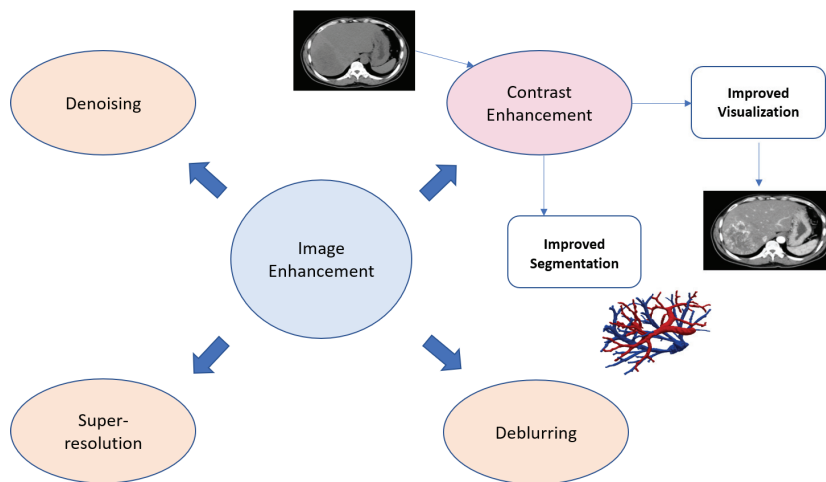 Denoising
Contrast
Enhancement
Improved
Visualization
Image
Enhancement
Improved
Segmentation
Super-
resolution
Deblurring